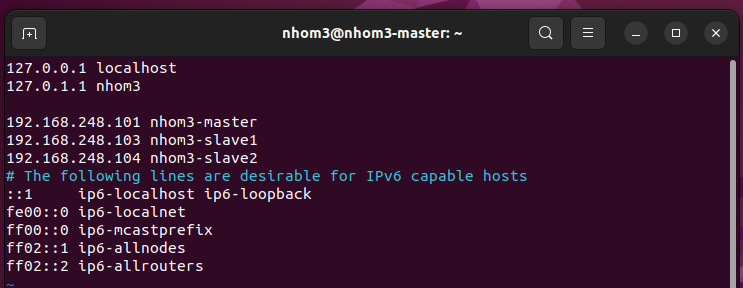 nhom3@nhom3-master: ~
127.0.0.1 localhost
127.0.1.1 nhom3
192.168.248.101 nhom3-master
192.168.248.103 nhom3-slave1
192.168.248.104 nhom3-slave2
# The following lines are desirable for IPv6 capable hosts
::1     ip6-localhost ip6-loopback
fe00::0 ip6-localnet
ff00::0 ip6-mcastprefix
ff02::1 ip6-allnodes
ff02::2 ip6-allrouters
~